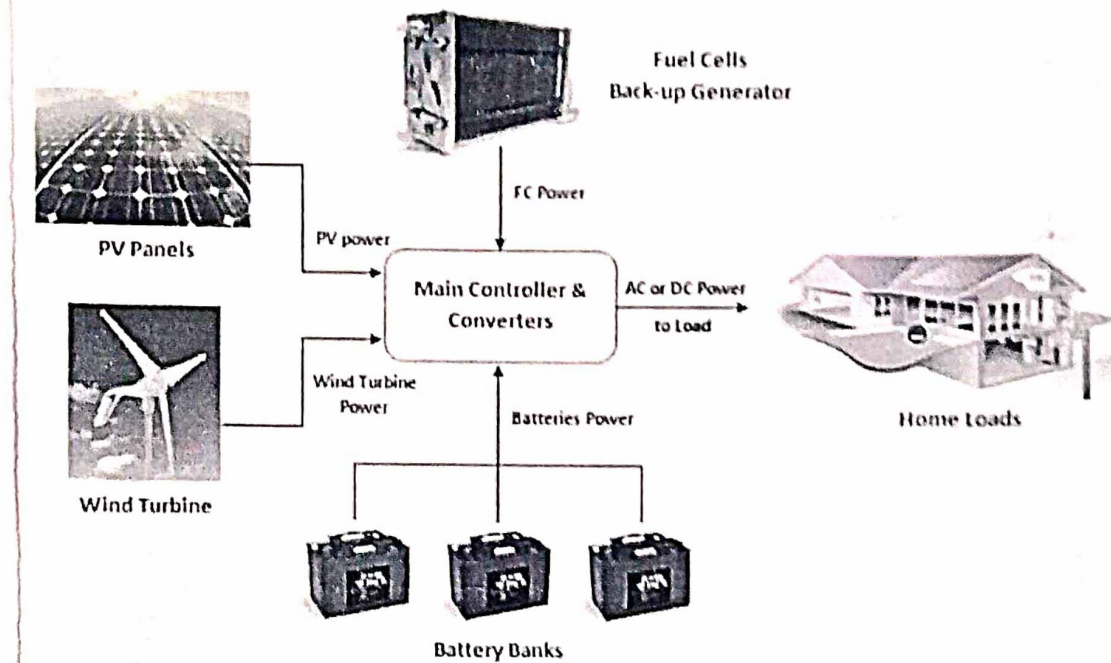 Fuel Cells
Back-up Generator
FC Power
PV Panels
PV power
Main Controller &
Converters
AC or DC Power
to Load
Wind Turbine
Power
Batteries Power
Home Loads
Wind Turbine
Battery Banks